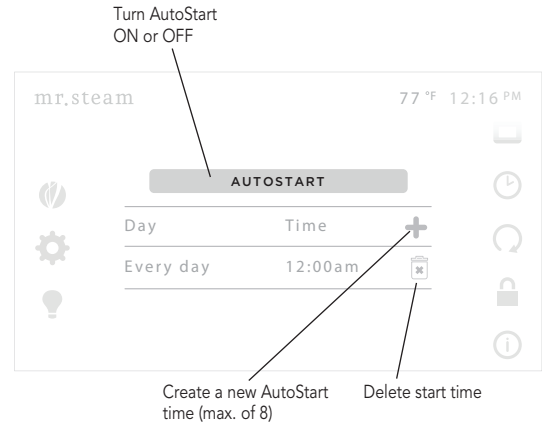 Turn AutoStart
ON or OFF
mr.steam
77 °F 12:16 PM
AUTOSTART
Day Time
Every day 12:00am
Create a new AutoStart
time (max. of 8)
Delete start time